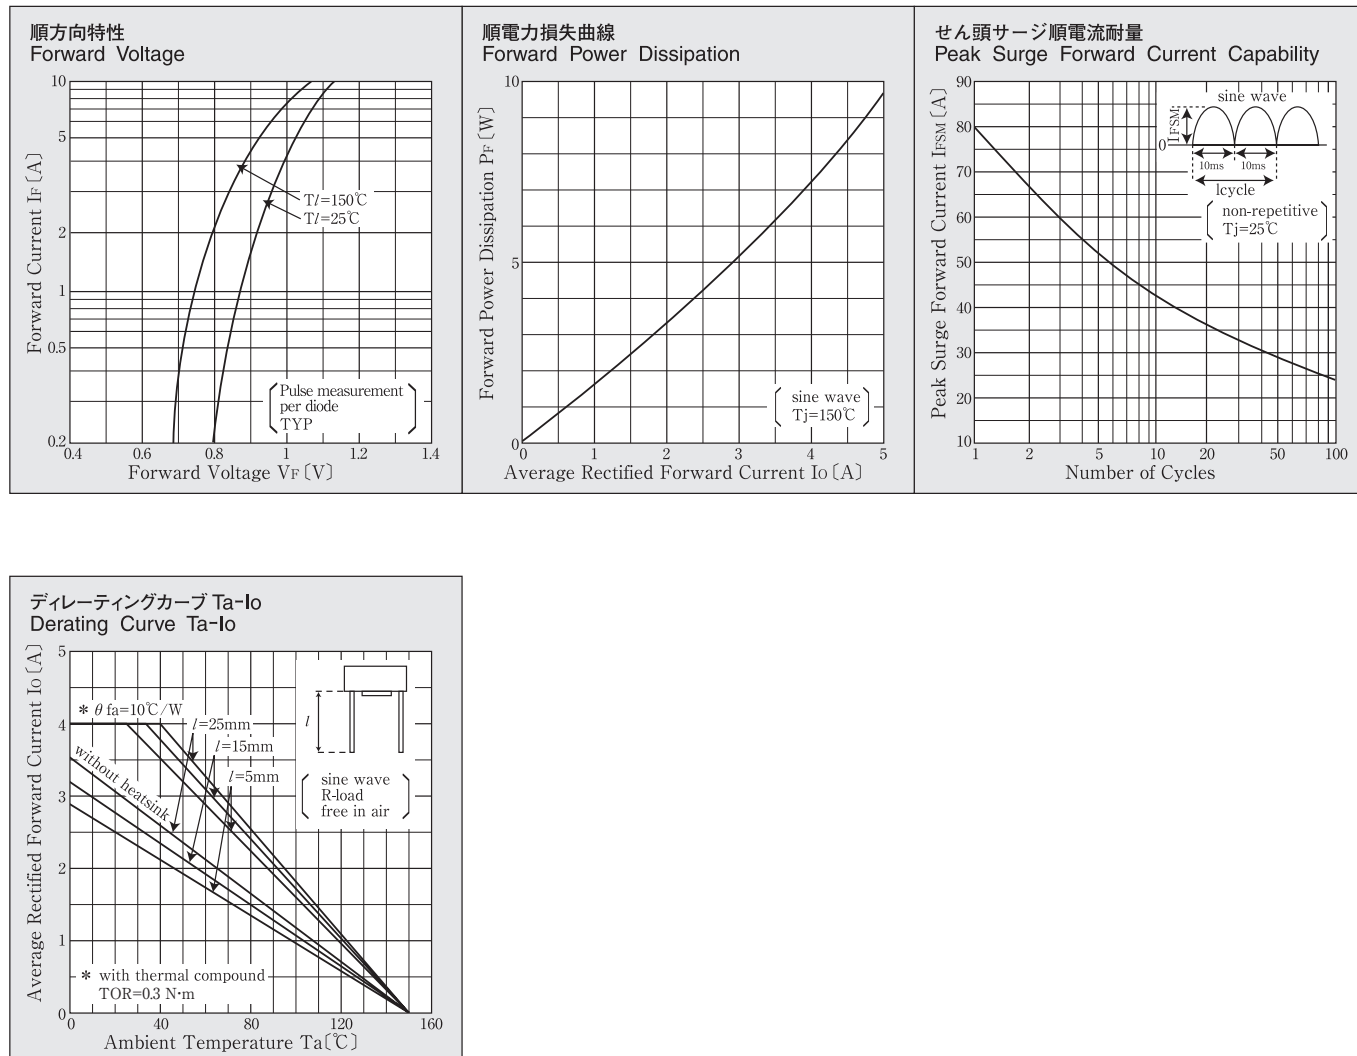 順方向特性
Forward Voltage
Forward Current IF〔A〕
10
5
2
1
0.5
0.2
Tl=150℃
Tl=25℃
Pulse measurement
per diode
TYP
0.4 0.6 0.8 1 1.2 1.4
Forward Voltage VF〔V〕
順電力損失曲線
Forward Power Dissipation
Forward Power Dissipation PF〔W〕
10
5
0
sine wave
Tj=150℃
0 1 2 3 4 5
Average Rectified Forward Current IO〔A〕
せん頭サージ順電流耐量
Peak Surge Forward Current Capability
Peak Surge Forward Current IFSM〔A〕
90
80
70
60
50
40
30
20
10
sine wave
IFSM
0
10ms 10ms
1cycle
non-repetitive
Tj=25℃
1 2 5 10 20 50 100
Number of Cycles
ディレーティングカーブ Ta-Io
Derating Curve Ta-Io
Average Rectified Forward Current IO〔A〕
5
4
3
2
1
0
* θfa=10℃/W
l=25mm
l=15mm
l=5mm
without heatsink
l
sine wave
R-load
free in air
* with thermal compound
TOR=0.3 N·m
0 40 80 120 160
Ambient Temperature Ta〔℃〕